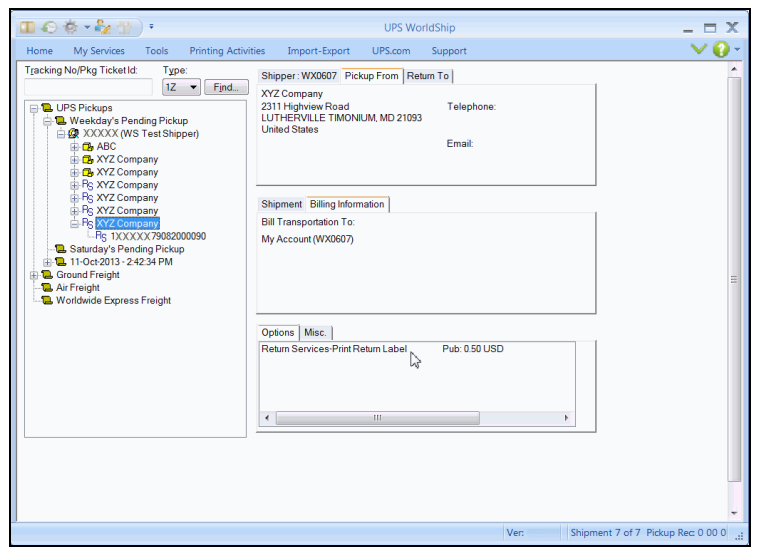 UPS WorldShip
Home My Services Tools Printing Activities Import-Export UPS.com Support
Tracking No/Pkg Ticket Id: Type:
1Z Find...
UPS Pickups
Weekday's Pending Pickup
XXXXX (WS Test Shipper)
ABC
XYZ Company
XYZ Company
XYZ Company
XYZ Company
XYZ Company
XYZ Company
1XXXXX79082000090
Saturday's Pending Pickup
11-Oct-2013 - 2:42:34 PM
Ground Freight
Air Freight
Worldwide Express Freight
Shipper : WX0607 Pickup From Return To
XYZ Company
2311 Highview Road Telephone:
LUTHERVILLE TIMONIUM, MD 21093
United States
Email:
Shipment Billing Information
Bill Transportation To:
My Account (WX0607)
Options Misc.
Return Services-Print Return Label Pub: 0.50 USD
Ver: Shipment 7 of 7 Pickup Rec: 0 00 0